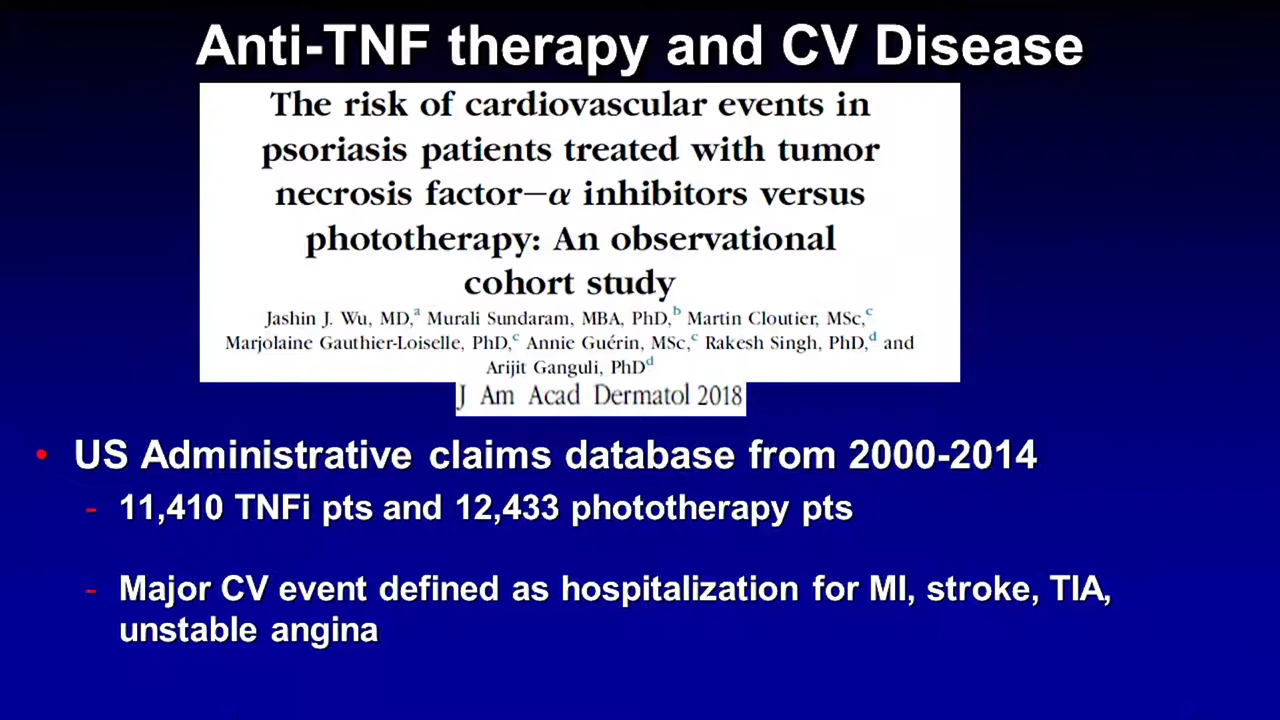 Anti-TNF therapy and CV Disease
The risk of cardiovascular events in
psoriasis patients treated with tumor
necrosis factor–α inhibitors versus
phototherapy: An observational
cohort study
Jashin J. Wu, MD,a Murali Sundaram, MBA, PhD,b Martin Cloutier, MSc,c
Marjolaine Gauthier-Loiselle, PhD,c Annie Guérin, MSc,c Rakesh Singh, PhD,d and
Arijit Ganguli, PhDd
J Am Acad Dermatol 2018
• US Administrative claims database from 2000-2014
- 11,410 TNFi pts and 12,433 phototherapy pts
- Major CV event defined as hospitalization for MI, stroke, TIA,
unstable angina